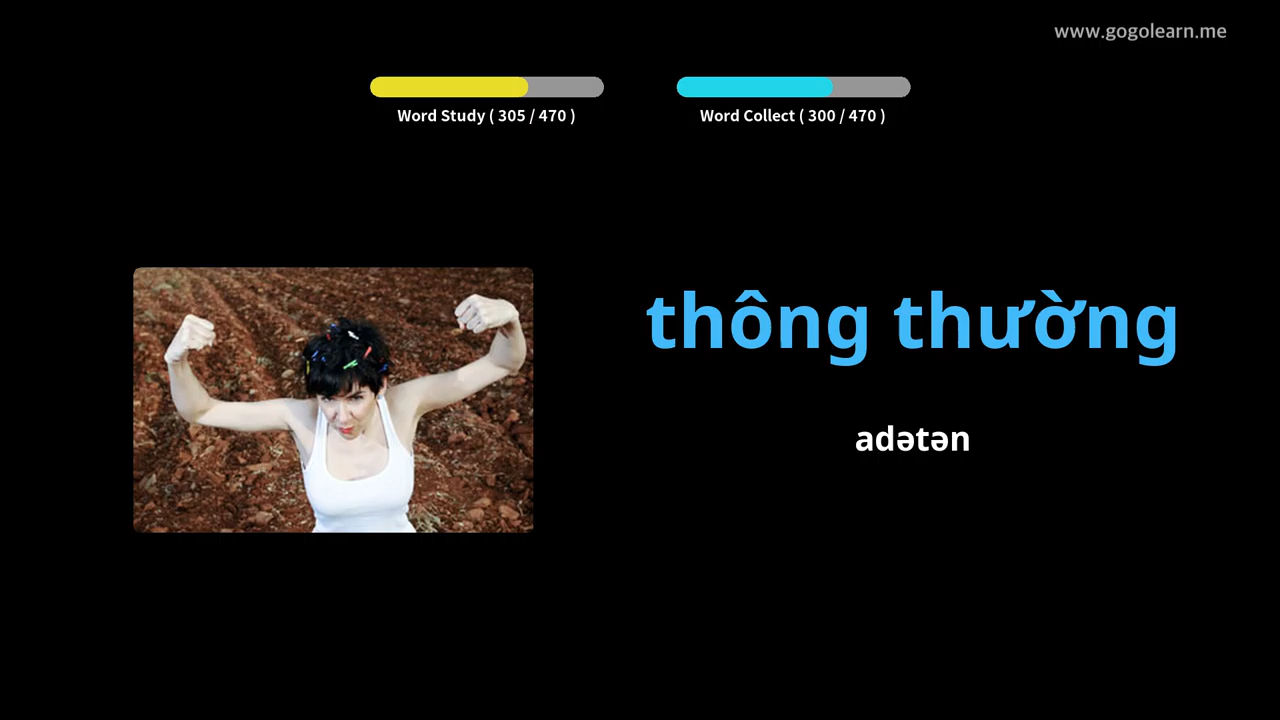 www.gogolearn.me
Word Study ( 305 / 470 )
Word Collect ( 300 / 470 )
thông thường
adətən